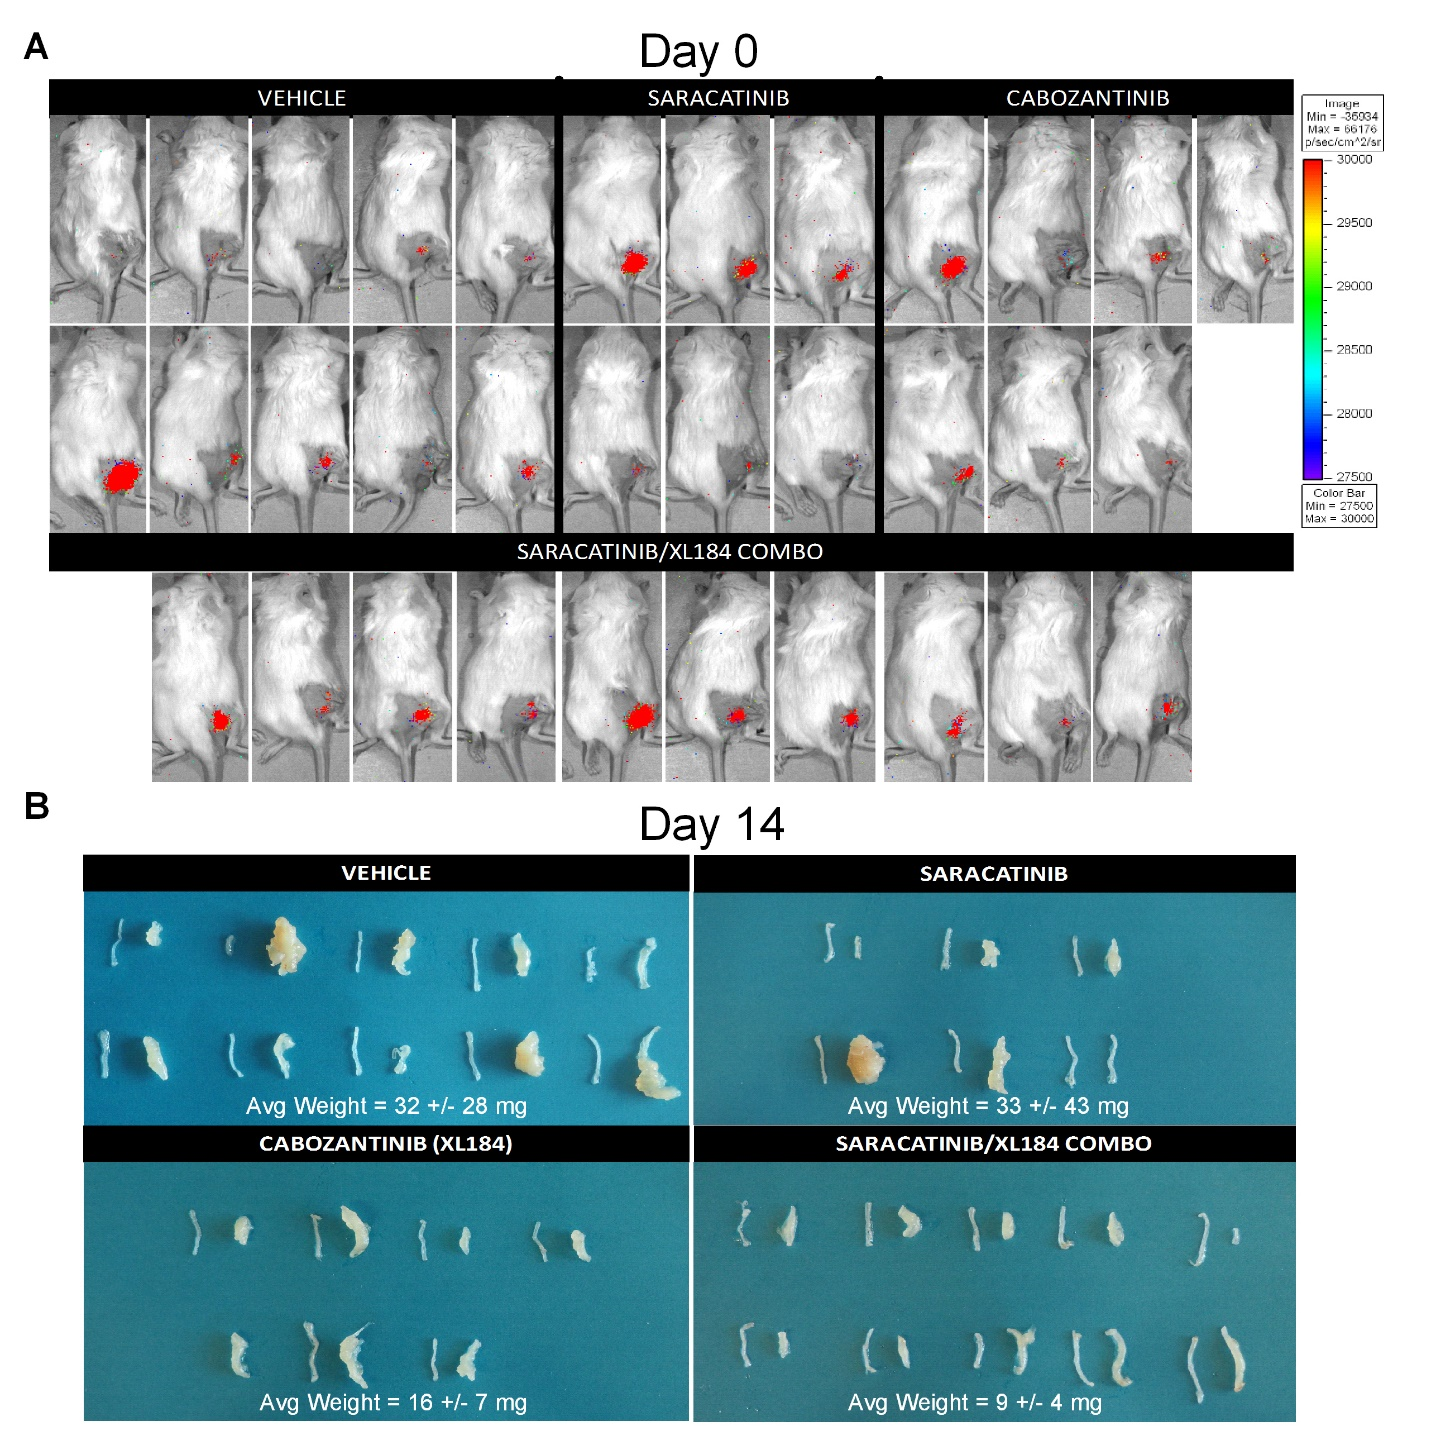 A
Day 0
VEHICLE
SARACATINIB
CABOZANTINIB
Image
Min = -36934
Max = 66176
p/sec/cm^2/sr
30000
29500
29000
28500
28000
27500
Color Bar
Min = 27500
Max = 30000
SARACATINIB/XL184 COMBO
B
Day 14
VEHICLE
SARACATINIB
Avg Weight = 32 +/- 28 mg
Avg Weight = 33 +/- 43 mg
CABOZANTINIB (XL184)
SARACATINIB/XL184 COMBO
Avg Weight = 16 +/- 7 mg
Avg Weight = 9 +/- 4 mg